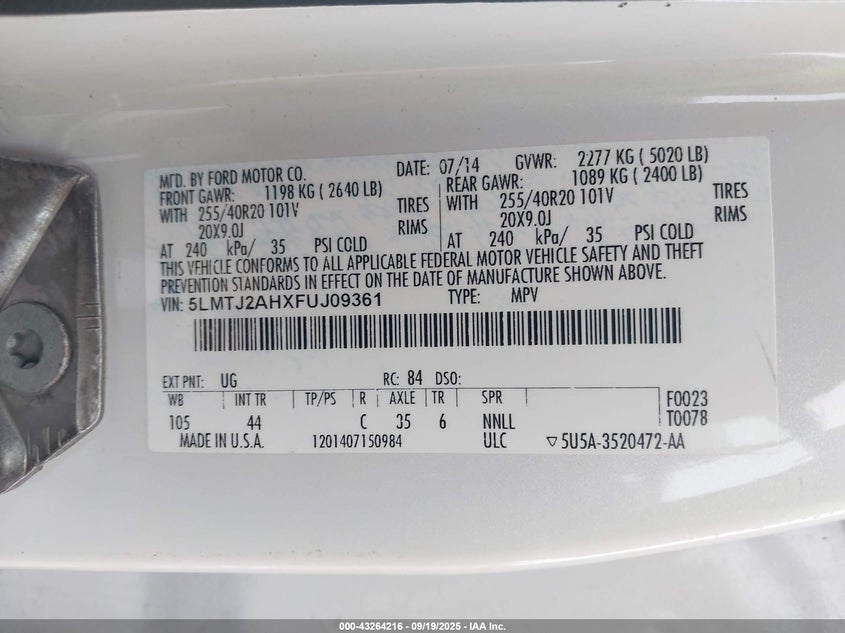 MFD. BY FORD MOTOR CO. DATE: 07/14 GVWR: 2277 KG ( 5020 LB)
FRONT GAWR: 1198 KG ( 2640 LB) REAR GAWR: 1089 KG ( 2400 LB)
WITH 255/40R20 101V TIRES WITH 255/40R20 101V TIRES
20X9.0J RIMS 20X9.0J RIMS
AT 240 kPa/ 35 PSI COLD AT 240 kPa/ 35 PSI COLD
THIS VEHICLE CONFORMS TO ALL APPLICABLE FEDERAL MOTOR VEHICLE SAFETY AND THEFT
PREVENTION STANDARDS IN EFFECT ON THE DATE OF MANUFACTURE SHOWN ABOVE.
VIN: 5LMTJ2AHXFUJ09361 TYPE: MPV
EXT PNT: UG RC: 84 DSO:
WB INT TR TP/PS R AXLE TR SPR F0023
105 44 C 35 6 NNLL T0078
MADE IN U.S.A. 1201407150984 ULC ▽5U5A-3520472-AA
000-43264216 - 09/19/2025 - IAA Inc.